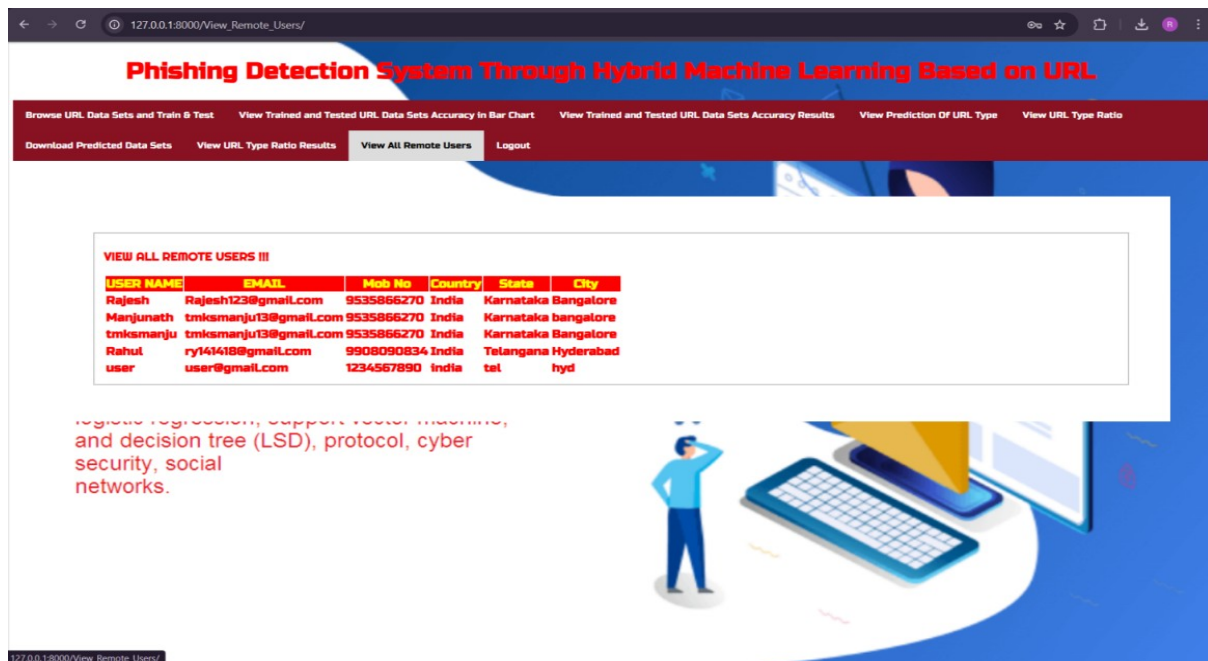 127.0.0.1:8000/View_Remote_Users/
R
Phishing Detection System Through Hybrid Machine Learning Based on URL
Browse URL Data Sets and Train & Test View Trained and Tested URL Data Sets Accuracy in Bar Chart View Trained and Tested URL Data Sets Accuracy Results View Prediction Of URL Type View URL Type Ratio
Download Predicted Data Sets View URL Type Ratio Results View All Remote Users Logout
VIEW ALL REMOTE USERS !!!
USER NAME EMAIL Mob No Country State City
Rajesh Rajesh123@gmail.com 9535866270 India Karnataka Bangalore
Manjunath tmksmanju13@gmail.com 9535866270 India Karnataka bangalore
tmksmanju tmksmanju13@gmail.com 9535866270 India Karnataka Bangalore
Rahul ry141418@gmail.com 9908090834 India Telangana Hyderabad
user user@gmail.com 1234567890 india tel hyd
logistic regression, support vector machine,
and decision tree (LSD), protocol, cyber
security, social
networks.
127.0.0.1:8000/View_Remote_Users/